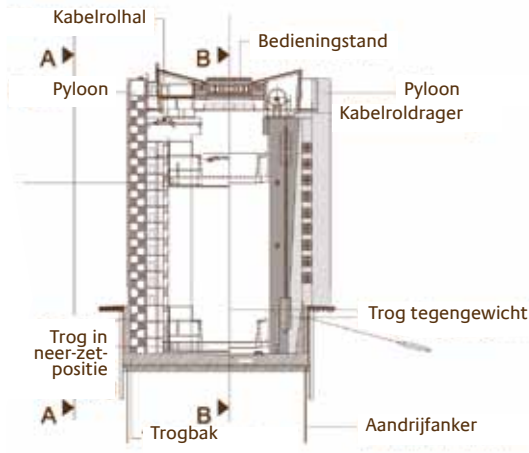 Kabelrolhal
A
B
Bedieningstand
Pyloon
Pyloon
Kabelroldrager
Trog tegengewicht
Trog in
neer-zet-
positie
A
B
Trogbak
Aandrijfanker